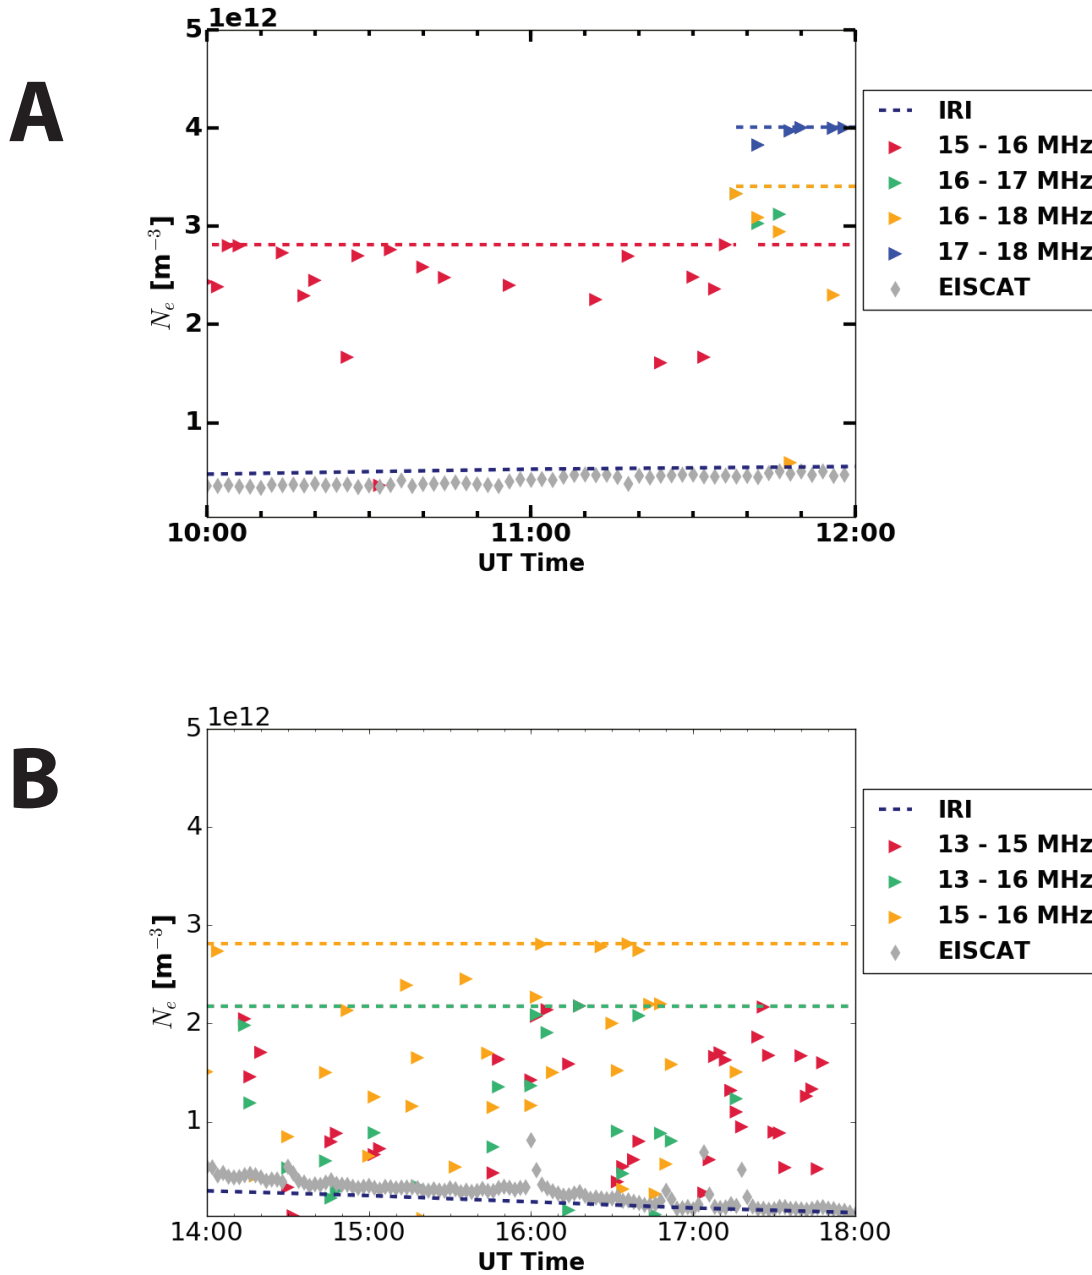 A
1e12
5
4
3
2
1
N_e [m^{-3}]
10:00 11:00 12:00
UT Time
IRI
15 - 16 MHz
16 - 17 MHz
16 - 18 MHz
17 - 18 MHz
EISCAT
B
1e12
5
4
3
2
1
N_e [m^{-3}]
14:00 15:00 16:00 17:00 18:00
UT Time
IRI
13 - 15 MHz
13 - 16 MHz
15 - 16 MHz
EISCAT